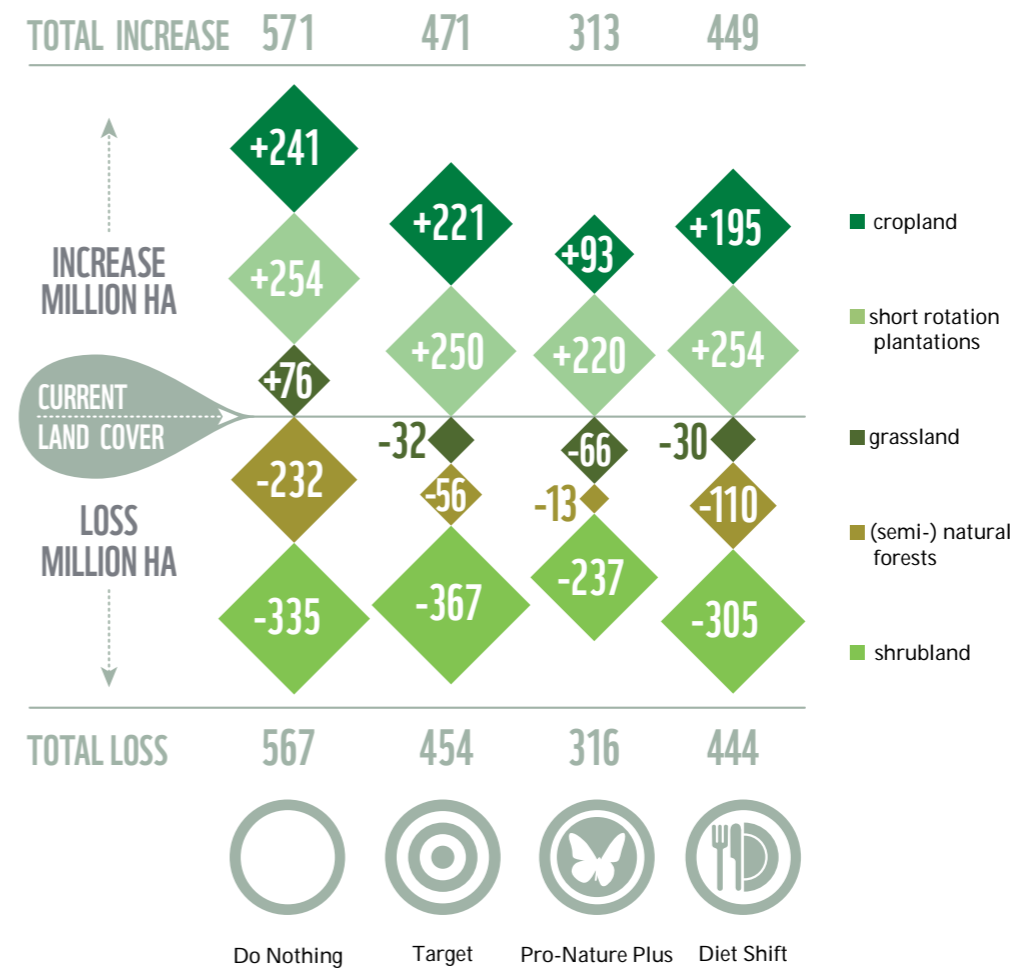 TOTAL INCREASE 571 471 313 449
+241
+221 +93 +195
cropland
INCREASE
MILLION HA
+254
+250 +220 +254
short rotation
plantations
+76
CURRENT
LAND COVER
-32 -66 -30
grassland
-232
-56 -13 -110
(semi-) natural
forests
LOSS
MILLION HA
-335 -367 -237 -305
shrubland
TOTAL LOSS 567 454 316 444
Do Nothing Target Pro-Nature Plus Diet Shift